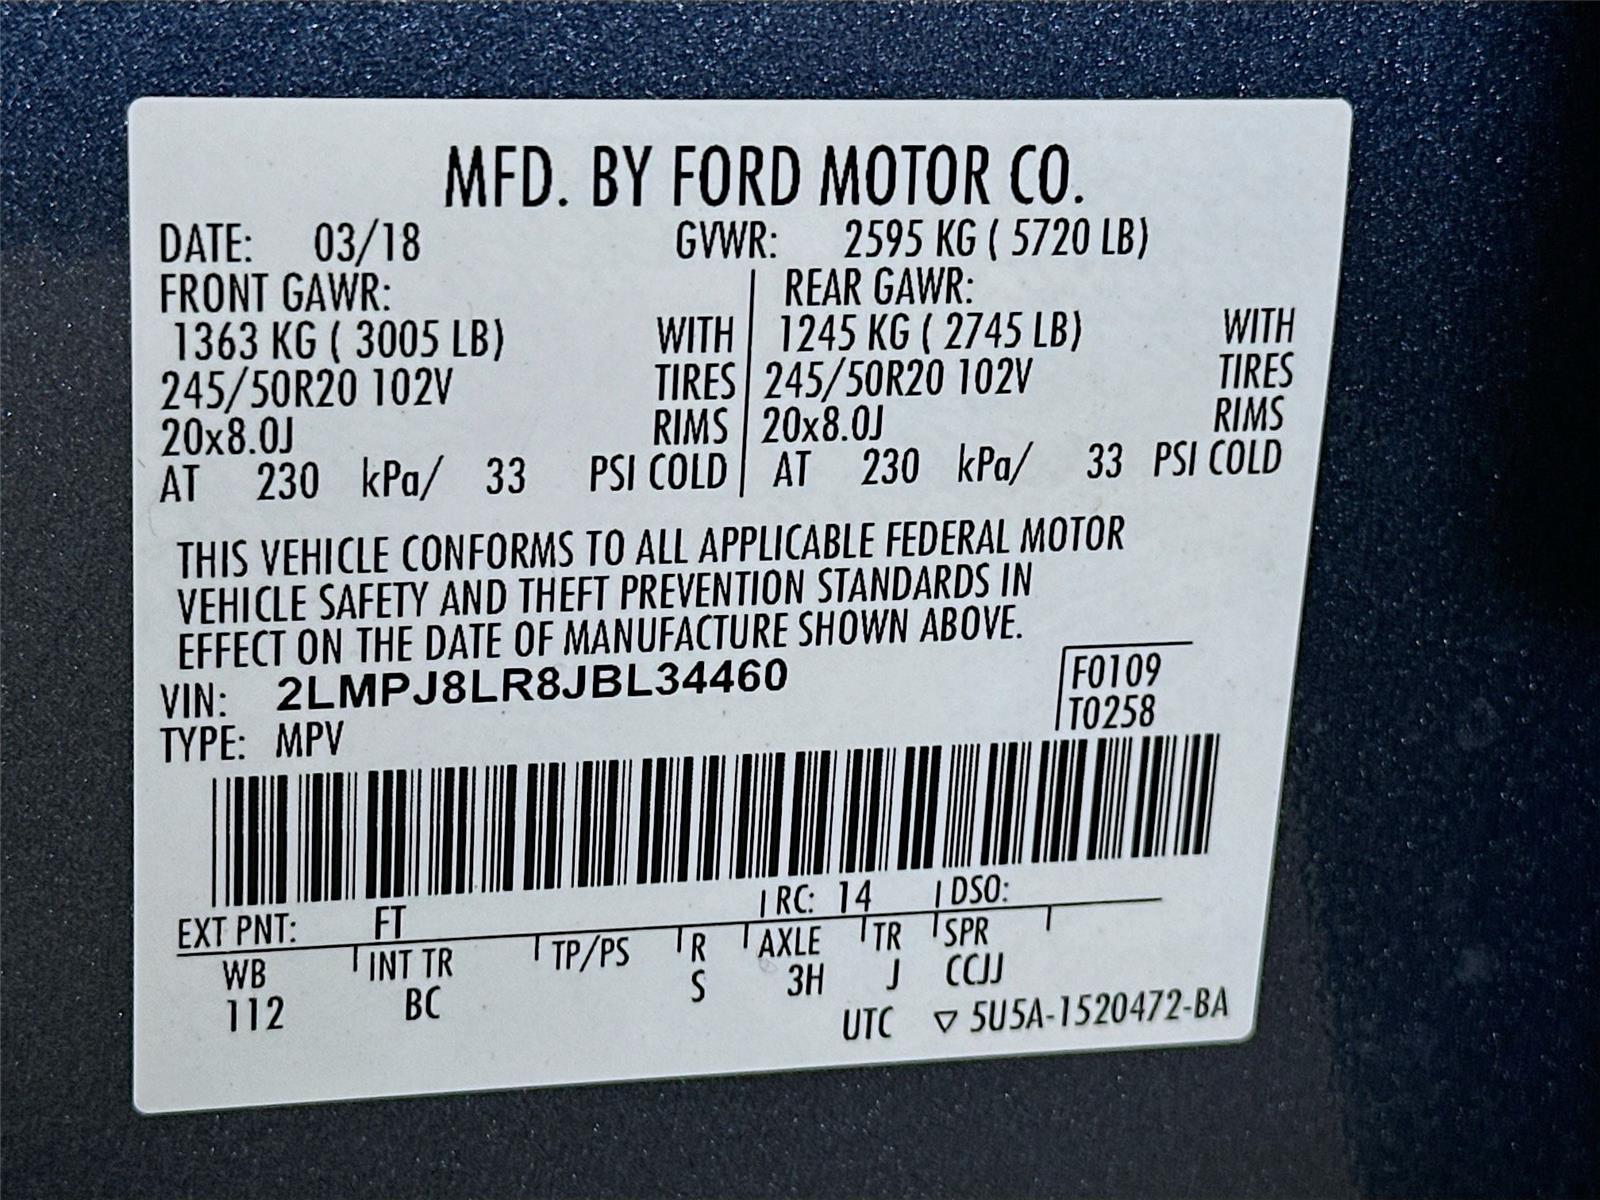 MFD. BY FORD MOTOR CO.
DATE: 03/18 GVWR: 2595 KG ( 5720 LB)
FRONT GAWR: REAR GAWR:
1363 KG ( 3005 LB) WITH 1245 KG ( 2745 LB) WITH
245/50R20 102V TIRES 245/50R20 102V TIRES
20x8.0J RIMS 20x8.0J RIMS
AT 230 kPa/ 33 PSI COLD AT 230 kPa/ 33 PSI COLD
THIS VEHICLE CONFORMS TO ALL APPLICABLE FEDERAL MOTOR
VEHICLE SAFETY AND THEFT PREVENTION STANDARDS IN
EFFECT ON THE DATE OF MANUFACTURE SHOWN ABOVE.
VIN: 2LMPJ8LR8JBL34460 F0109
TYPE: MPV T0258
EXT PNT: FT RC: 14 DSO:
WB INT TR TP/PS R AXLE TR SPR
112 BC S 3H J CCJJ
UTC ▽ 5U5A-1520472-BA